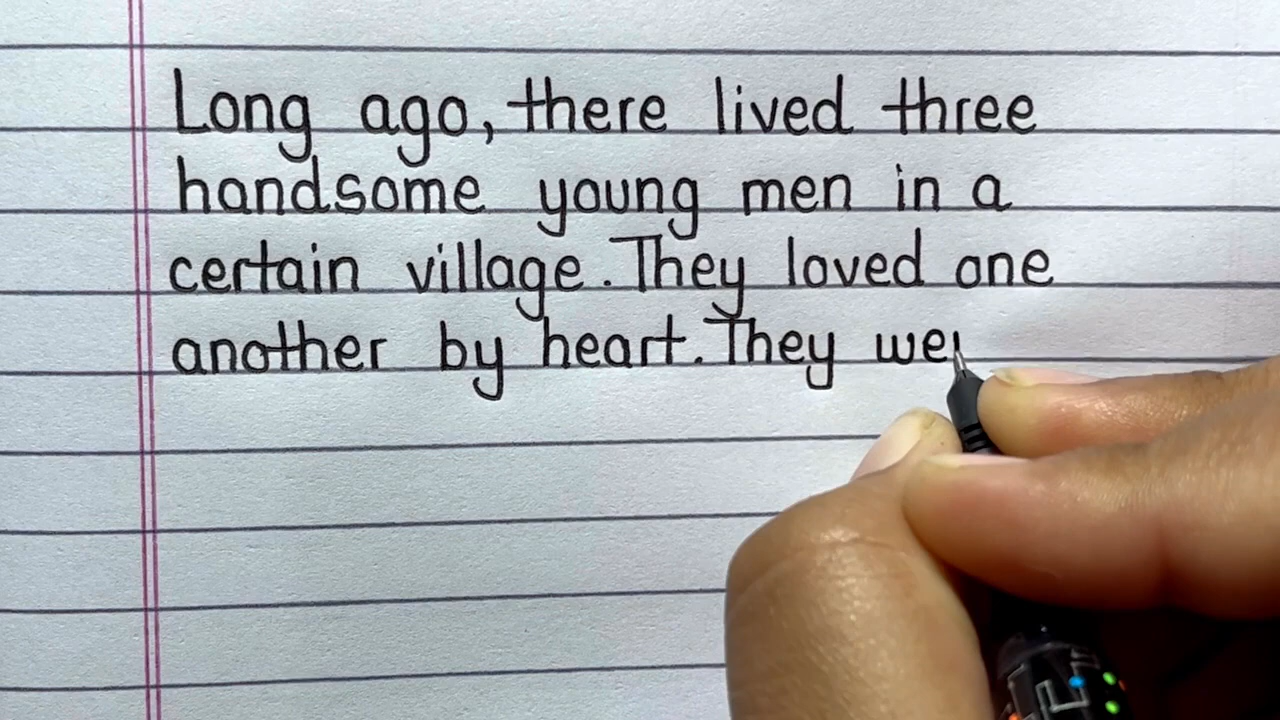 Long ago, there lived three
handsome young men in a
certain village. They loved one
another by heart. They